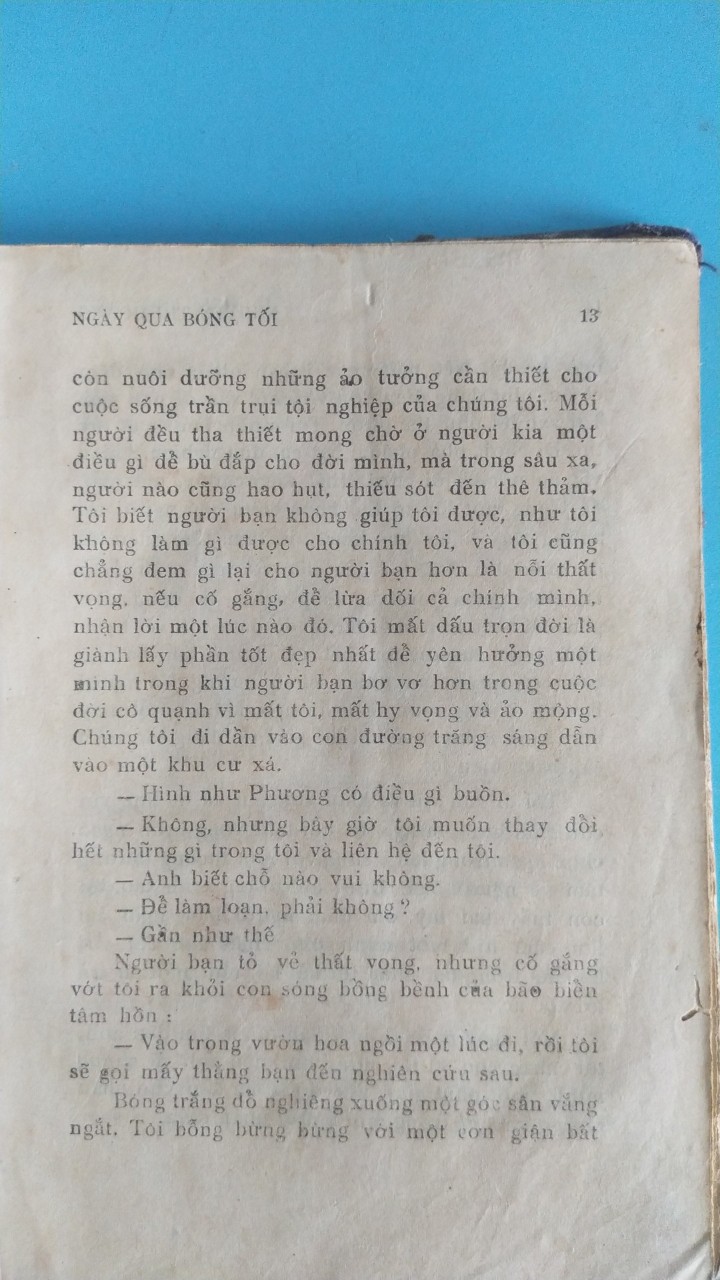 NGÀY QUA BÓNG TỐI 13
còn nuôi dưỡng những ảo tưởng cần thiết cho
cuộc sống trần trụi tội nghiệp của chúng tôi. Mỗi
người đều tha thiết mong chờ ở người kia một
điều gì để bù đắp cho đời mình, mà trong sâu xa,
người nào cũng hao hụt, thiếu sót đến thê thảm.
Tôi biết người bạn không giúp tôi được, như tôi
không làm gì được cho chính tôi, và tôi cũng
chẳng đem gì lại cho người bạn hơn là nỗi thất
vọng, nếu cố gắng, để lừa dối cả chính mình,
nhận lời một lúc nào đó. Tôi mất dấu trọn đời là
giành lấy phần tốt đẹp nhất để yên hưởng một
mình trong khi người bạn bơ vơ hơn trong cuộc
đời cô quạnh vì mất tôi, mất hy vọng và ảo mộng.
Chúng tôi đi dần vào con đường trăng sáng dẫn
vào một khu cư xá.
— Hình như Phương có điều gì buồn.
— Không, nhưng bây giờ tôi muốn thay đổi
hết những gì trong tôi và liên hệ đến tôi.
— Anh biết chỗ nào vui không.
— Để làm loạn, phải không ?
— Gần như thế
Người bạn tỏ vẻ thất vọng, nhưng cố gắng
vớt tôi ra khỏi con sóng bồng bềnh của bão biển
tâm hồn :
— Vào trong vườn hoa ngồi một lúc đi, rồi tôi
sẽ gọi mấy thằng bạn đến nghiên cứu sau.
Bóng trắng đổ nghiêng xuống một góc sân vắng
ngắt. Tôi bỗng bừng bừng với một cơn giận bất